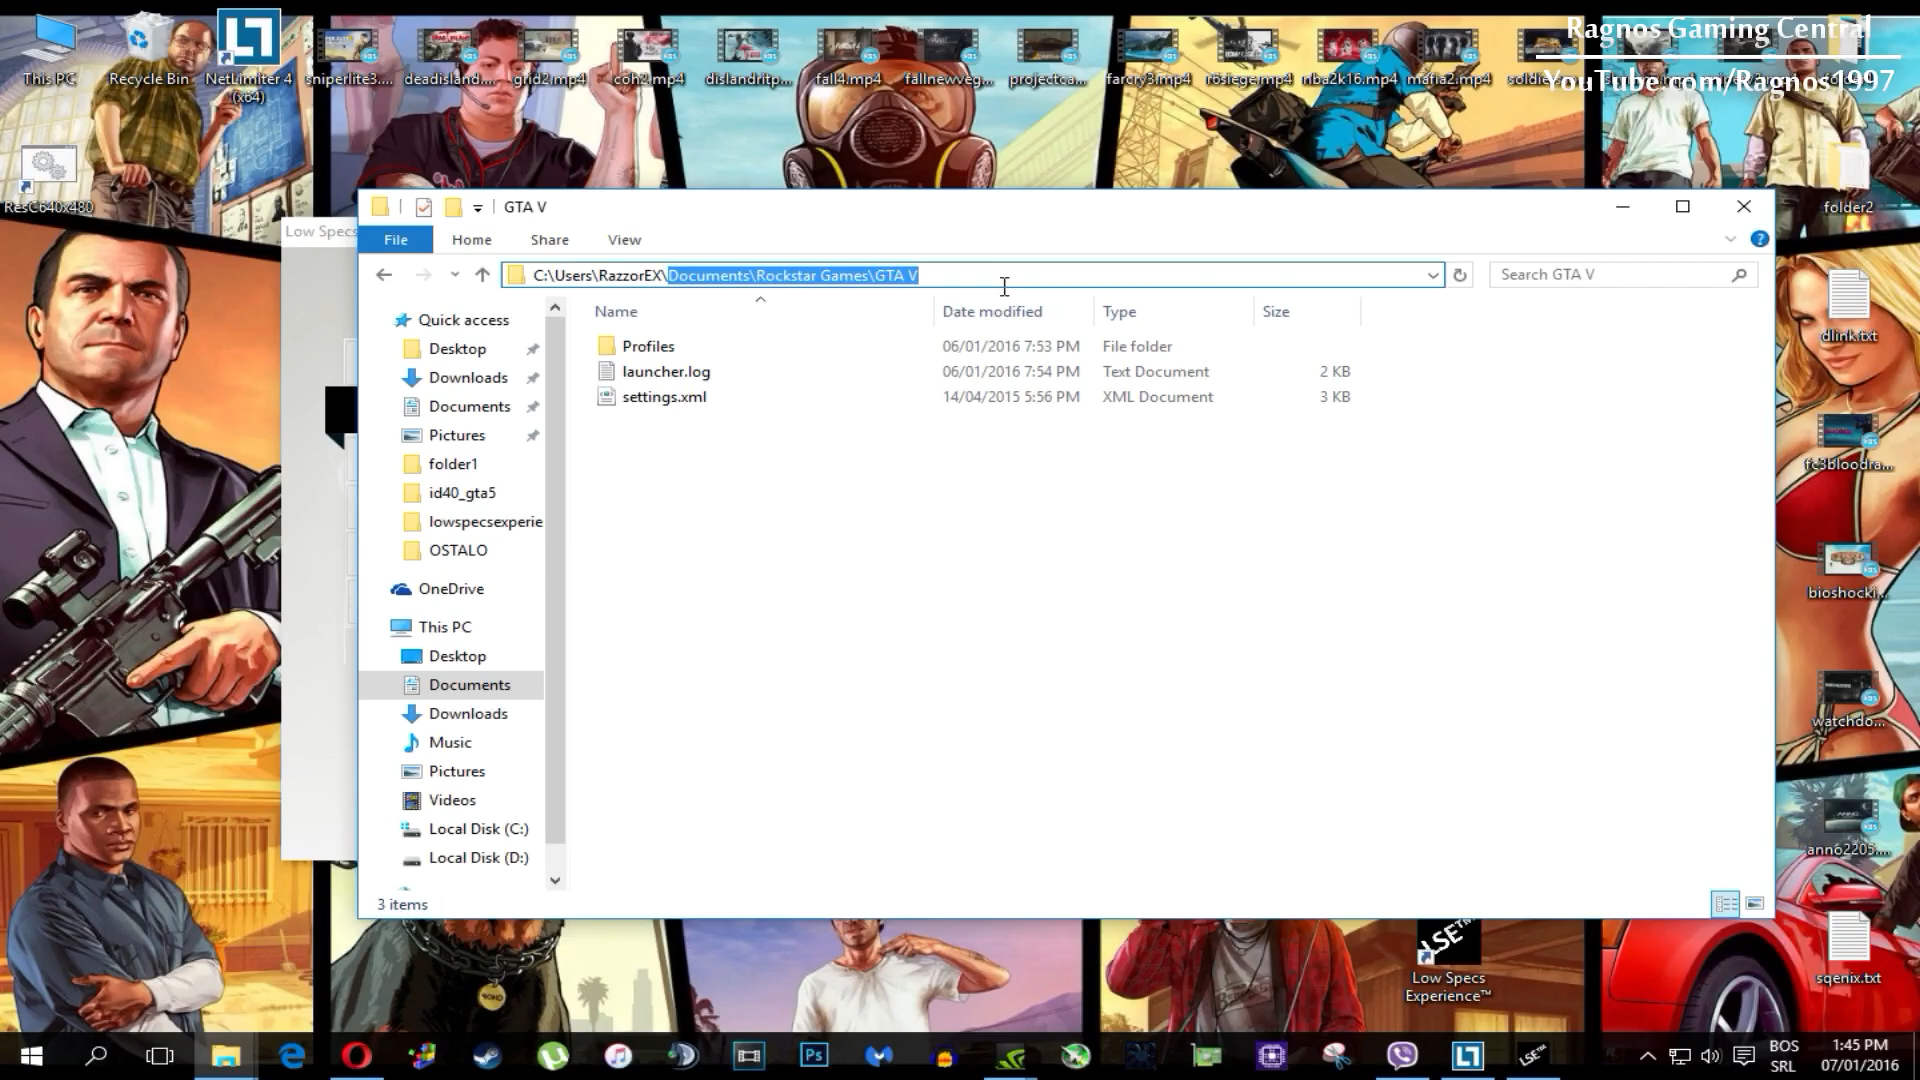 Ragnos Gaming Central
YouTube.com/Ragnos1997
This PC
Recycle Bin
NetLimiter 4
(x64)
sniperlite3....
deadisland....
grid2.mp4
coh2.mp4
dislandritp...
fall4.mp4
fallnewveg...
projectca...
farcry3.mp4
r6siege.mp4
nba2k16.mp4
mafia2.mp4
ResC640x480
folder2
Low Specs
GTA V
File
Home
Share
View
C:\Users\RazzorEX\Documents\Rockstar Games\GTA V
Search GTA V
Name
Date modified
Type
Size
Profiles
06/01/2016 7:53 PM
File folder
launcher.log
06/01/2016 7:54 PM
Text Document
2 KB
settings.xml
14/04/2015 5:56 PM
XML Document
3 KB
Quick access
Desktop
Downloads
Documents
Pictures
folder1
id40_gta5
lowspecsexperie
OSTALO
OneDrive
This PC
Desktop
Documents
Downloads
Music
Pictures
Videos
Local Disk (C:)
Local Disk (D:)
3 items
dlink.txt
fc3bloodra...
bioshocki...
watchdo...
anno2205....
sqenix.txt
LSE™
Low Specs
Experience™
Ps
LSE™
BOS
SRL
1:45 PM
07/01/2016